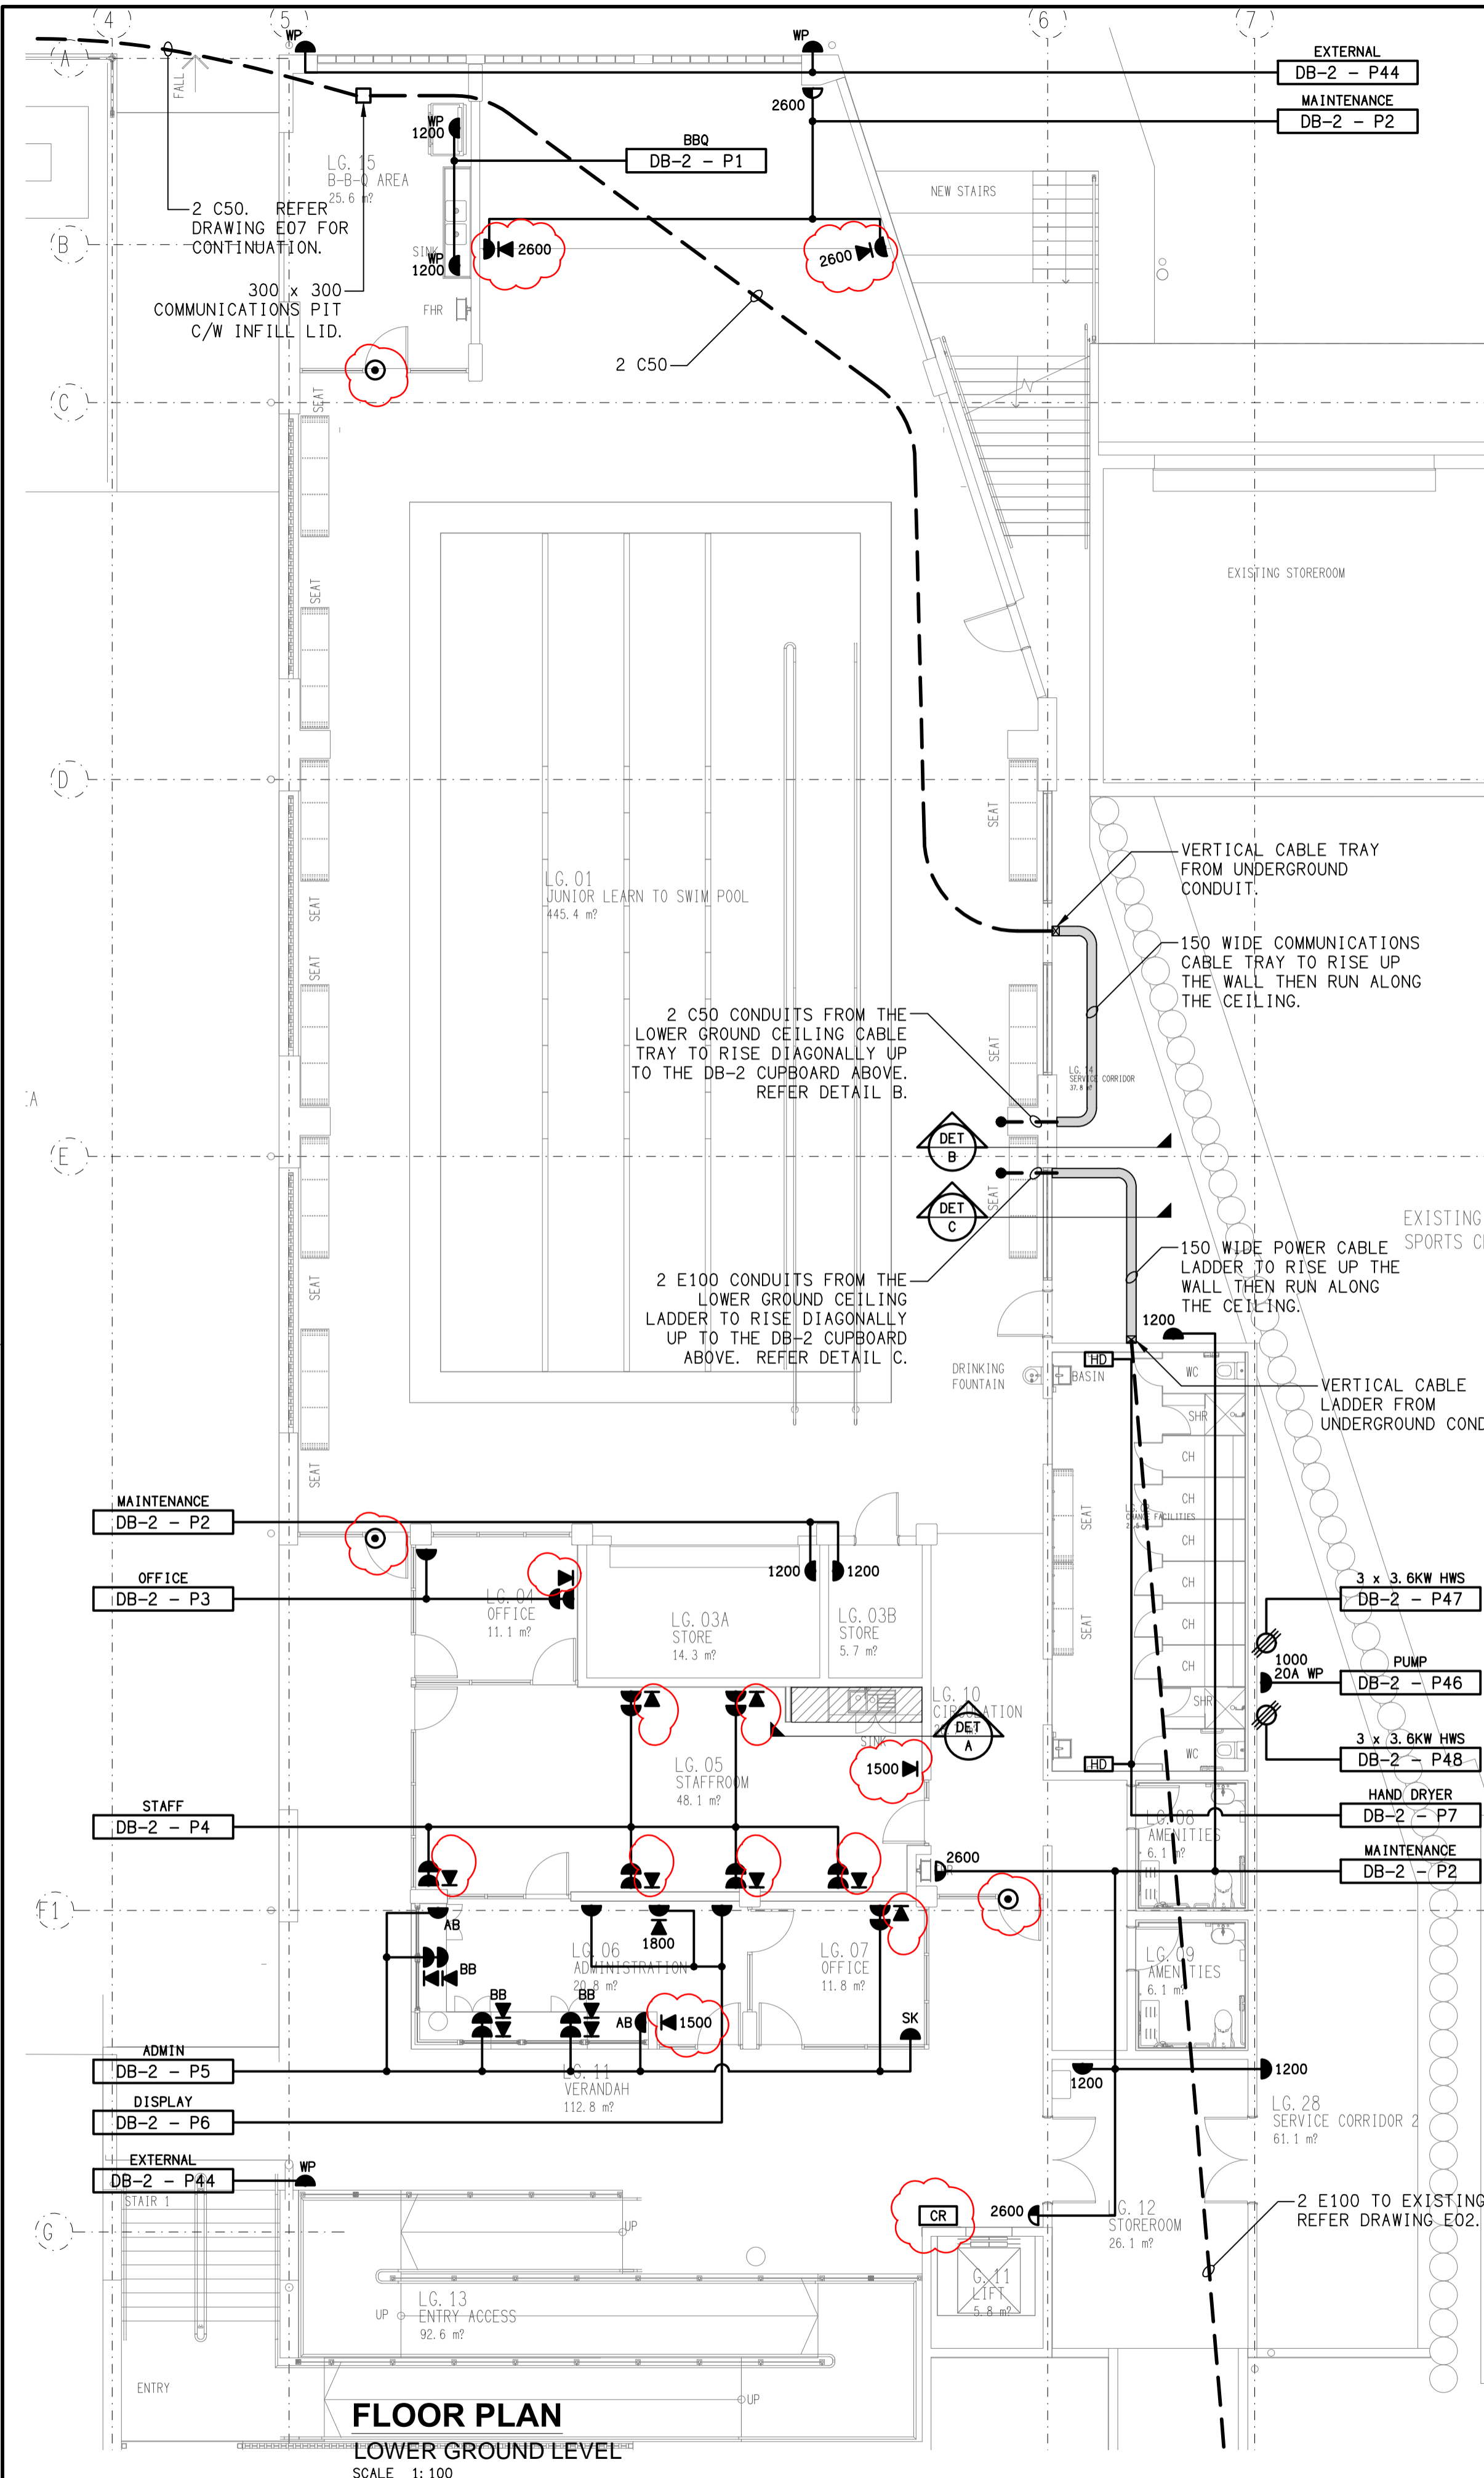 4
5
6
7
A
WP
WP
EXTERNAL
DB-2 - P44
FALL
2600
MAINTENANCE
DB-2 - P2
WP
1200
BBQ
DB-2 - P1
LG. 15
B-B-Q AREA
25.6 m?
NEW STAIRS
2 C50. REFER
DRAWING E07 FOR
CONTINUATION.
B
SINK
WP
1200
2600
2600
300 x 300
COMMUNICATIONS PIT
C/W INFILL LID.
FHR
2 C50
C
SEAT
EXISTING STOREROOM
SEAT
D
SEAT
VERTICAL CABLE TRAY
FROM UNDERGROUND
CONDUIT.
LG. 01
JUNIOR LEARN TO SWIM POOL
445.4 m?
SEAT
150 WIDE COMMUNICATIONS
CABLE TRAY TO RISE UP
THE WALL THEN RUN ALONG
THE CEILING.
SEAT
2 C50 CONDUITS FROM THE
LOWER GROUND CEILING CABLE
TRAY TO RISE DIAGONALLY UP
TO THE DB-2 CUPBOARD ABOVE.
REFER DETAIL B.
SEAT
LG. 14
SERVICE CORRIDOR
37.8 m?
DET
B
E
SEAT
DET
C
EXISTING
SPORTS C
150 WIDE POWER CABLE
LADDER TO RISE UP THE
WALL THEN RUN ALONG
THE CEILING.
SEAT
2 E100 CONDUITS FROM THE
LOWER GROUND CEILING
LADDER TO RISE DIAGONALLY
UP TO THE DB-2 CUPBOARD
ABOVE. REFER DETAIL C.
1200
HD
WC
DRINKING
FOUNTAIN
BASIN
VERTICAL CABLE
LADDER FROM
UNDERGROUND COND
SHR
CH
SEAT
MAINTENANCE
DB-2 - P2
CH
SEAT
CHANGE FACILITIES
CH
OFFICE
DB-2 - P3
LG. 04
OFFICE
11.1 m?
1200
1200
CH
LG. 03A
STORE
14.3 m?
LG. 03B
STORE
5.7 m?
CH
SEAT
3 x 3.6KW HWS
DB-2 - P47
CH
1000
20A WP
PUMP
DB-2 - P46
LG. 10
CIRCULATION
SHR
DET
A
SINK
WC
3 x 3.6KW HWS
DB-2 - P48
LG. 05
STAFFROOM
48.1 m?
1500
HD
HAND DRYER
DB-2 - P7
STAFF
DB-2 - P4
LG. 08
AMENITIES
6.1 m?
2600
MAINTENANCE
DB-2 - P2
F1
AB
1800
LG. 06
ADMINISTRATION
20.8 m?
LG. 07
OFFICE
11.8 m?
LG. 09
AMENITIES
6.1 m?
BB
BB
BB
AB
1500
SK
ADMIN
DB-2 - P5
LG. 11
VERANDAH
112.8 m?
1200
1200
DISPLAY
DB-2 - P6
LG. 28
SERVICE CORRIDOR 2
61.1 m?
EXTERNAL
DB-2 - P44
WP
STAIR 1
2 E100 TO EXISTING
REFER DRAWING E02.
G
UP
CR
2600
LG. 12
STOREROOM
26.1 m?
G. 11
LIFT
5.8 m?
LG. 13
ENTRY ACCESS
92.6 m?
UP
ENTRY
UP
FLOOR PLAN
LOWER GROUND LEVEL
SCALE 1:100